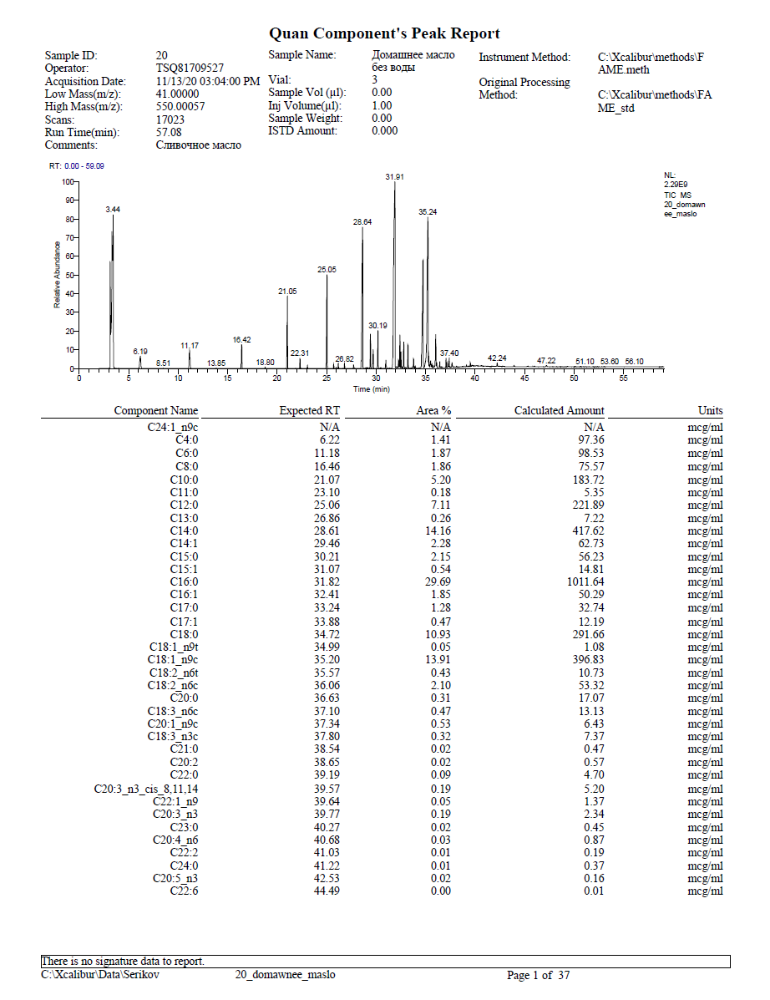 Quan Component's Peak Report
Sample ID: 20
Operator: TSQ81709527
Acquisition Date: 11/13/20 03:04:00 PM
Low Mass(m/z): 41.00000
High Mass(m/z): 550.00057
Scans: 17023
Run Time(min): 57.08
Comments: Сливочное масло
Sample Name: Домашнее масло
без воды
Vial: 3
Sample Vol (µl): 0.00
Inj Volume(µl): 1.00
Sample Weight: 0.00
ISTD Amount: 0.000
Instrument Method: C:\Xcalibur\methods\F
AME.meth
Original Processing
Method: C:\Xcalibur\methods\FA
ME_std
RT: 0.00 - 59.09
NL:
2.29E9
TIC MS
20_domawn
ee_maslo
Relative Abundance
100
90
80
70
60
50
40
30
20
10
0
3.44
6.19
8.51
11.17
13.85
16.42
18.80
21.05
22.31
25.05
26.82
28.64
30.19
31.91
35.24
37.40
42.24
47.22
51.10
53.60
56.10
0 5 10 15 20 25 30 35 40 45 50 55
Time (min)
Component Name Expected RT Area % Calculated Amount Units
C24:1_n9c N/A N/A N/A mcg/ml
C4:0 6.22 1.41 97.36 mcg/ml
C6:0 11.18 1.87 98.53 mcg/ml
C8:0 16.46 1.86 75.57 mcg/ml
C10:0 21.07 5.20 183.72 mcg/ml
C11:0 23.10 0.18 5.35 mcg/ml
C12:0 25.06 7.11 221.89 mcg/ml
C13:0 26.86 0.26 7.22 mcg/ml
C14:0 28.61 14.16 417.62 mcg/ml
C14:1 29.46 2.28 62.73 mcg/ml
C15:0 30.21 2.15 56.23 mcg/ml
C15:1 31.07 0.54 14.81 mcg/ml
C16:0 31.82 29.69 1011.64 mcg/ml
C16:1 32.41 1.85 50.29 mcg/ml
C17:0 33.24 1.28 32.74 mcg/ml
C17:1 33.88 0.47 12.19 mcg/ml
C18:0 34.72 10.93 291.66 mcg/ml
C18:1_n9t 34.99 0.05 1.08 mcg/ml
C18:1_n9c 35.20 13.91 396.83 mcg/ml
C18:2_n6t 35.57 0.43 10.73 mcg/ml
C18:2_n6c 36.06 2.10 53.32 mcg/ml
C20:0 36.63 0.31 17.07 mcg/ml
C18:3_n6c 37.10 0.47 13.13 mcg/ml
C20:1_n9c 37.34 0.53 6.43 mcg/ml
C18:3_n3c 37.80 0.32 7.37 mcg/ml
C21:0 38.54 0.02 0.47 mcg/ml
C20:2 38.65 0.02 0.57 mcg/ml
C22:0 39.19 0.09 4.70 mcg/ml
C20:3_n3_cis_8,11,14 39.57 0.19 5.20 mcg/ml
C22:1_n9 39.64 0.05 1.37 mcg/ml
C20:3_n3 39.77 0.19 2.34 mcg/ml
C23:0 40.27 0.02 0.45 mcg/ml
C20:4_n6 40.68 0.03 0.87 mcg/ml
C22:2 41.03 0.01 0.19 mcg/ml
C24:0 41.22 0.01 0.37 mcg/ml
C20:5_n3 42.53 0.02 0.16 mcg/ml
C22:6 44.49 0.00 0.01 mcg/ml
There is no signature data to report.
C:\Xcalibur\Data\Serikov 20_domawnee_maslo Page 1 of 37